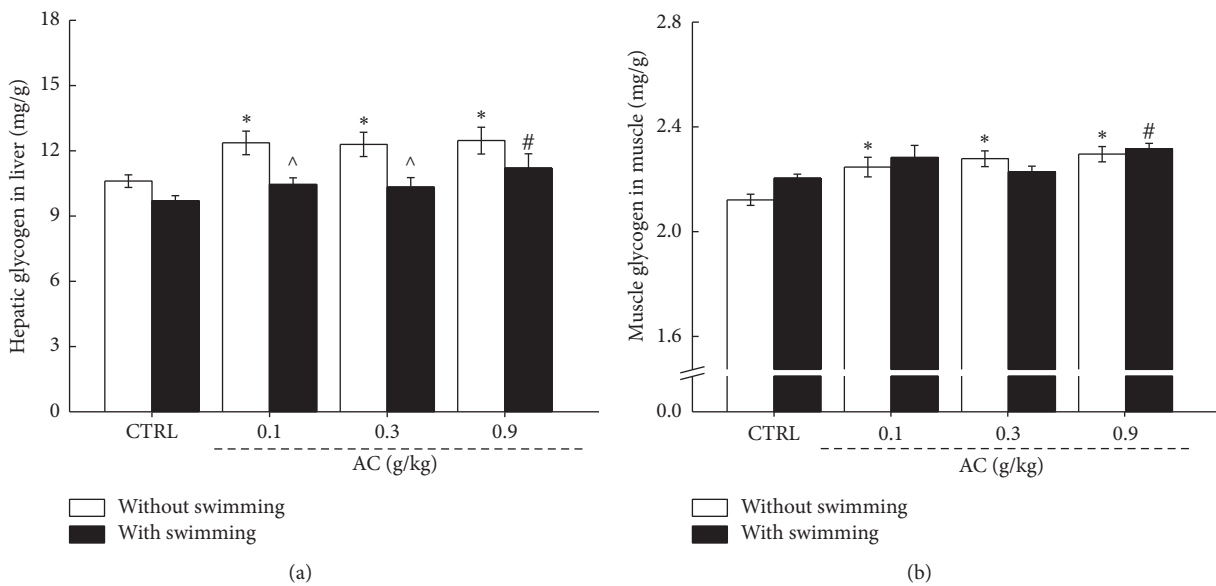 Hepatic glycogen in liver (mg/g)
18
15
12
9
6
3
0
* * *
^ ^ #
CTRL 0.1 0.3 0.9
AC (g/kg)
Without swimming
With swimming
(a)
Muscle glycogen in muscle (mg/g)
2.8
2.4
2.0
1.6
0.0
* * * #
CTRL 0.1 0.3 0.9
AC (g/kg)
Without swimming
With swimming
(b)